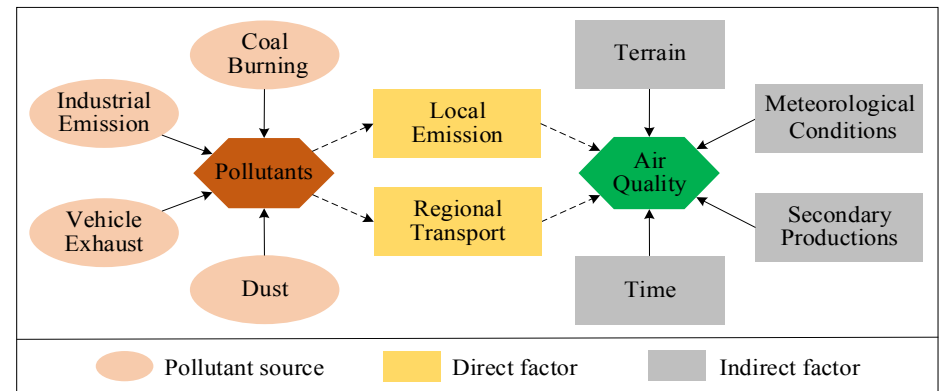 Coal
Burning
Industrial
Emission
Vehicle
Exhaust
Dust
Pollutants
Local
Emission
Regional
Transport
Terrain
Air
Quality
Time
Meteorological
Conditions
Secondary
Productions
Pollutant source
Direct factor
Indirect factor